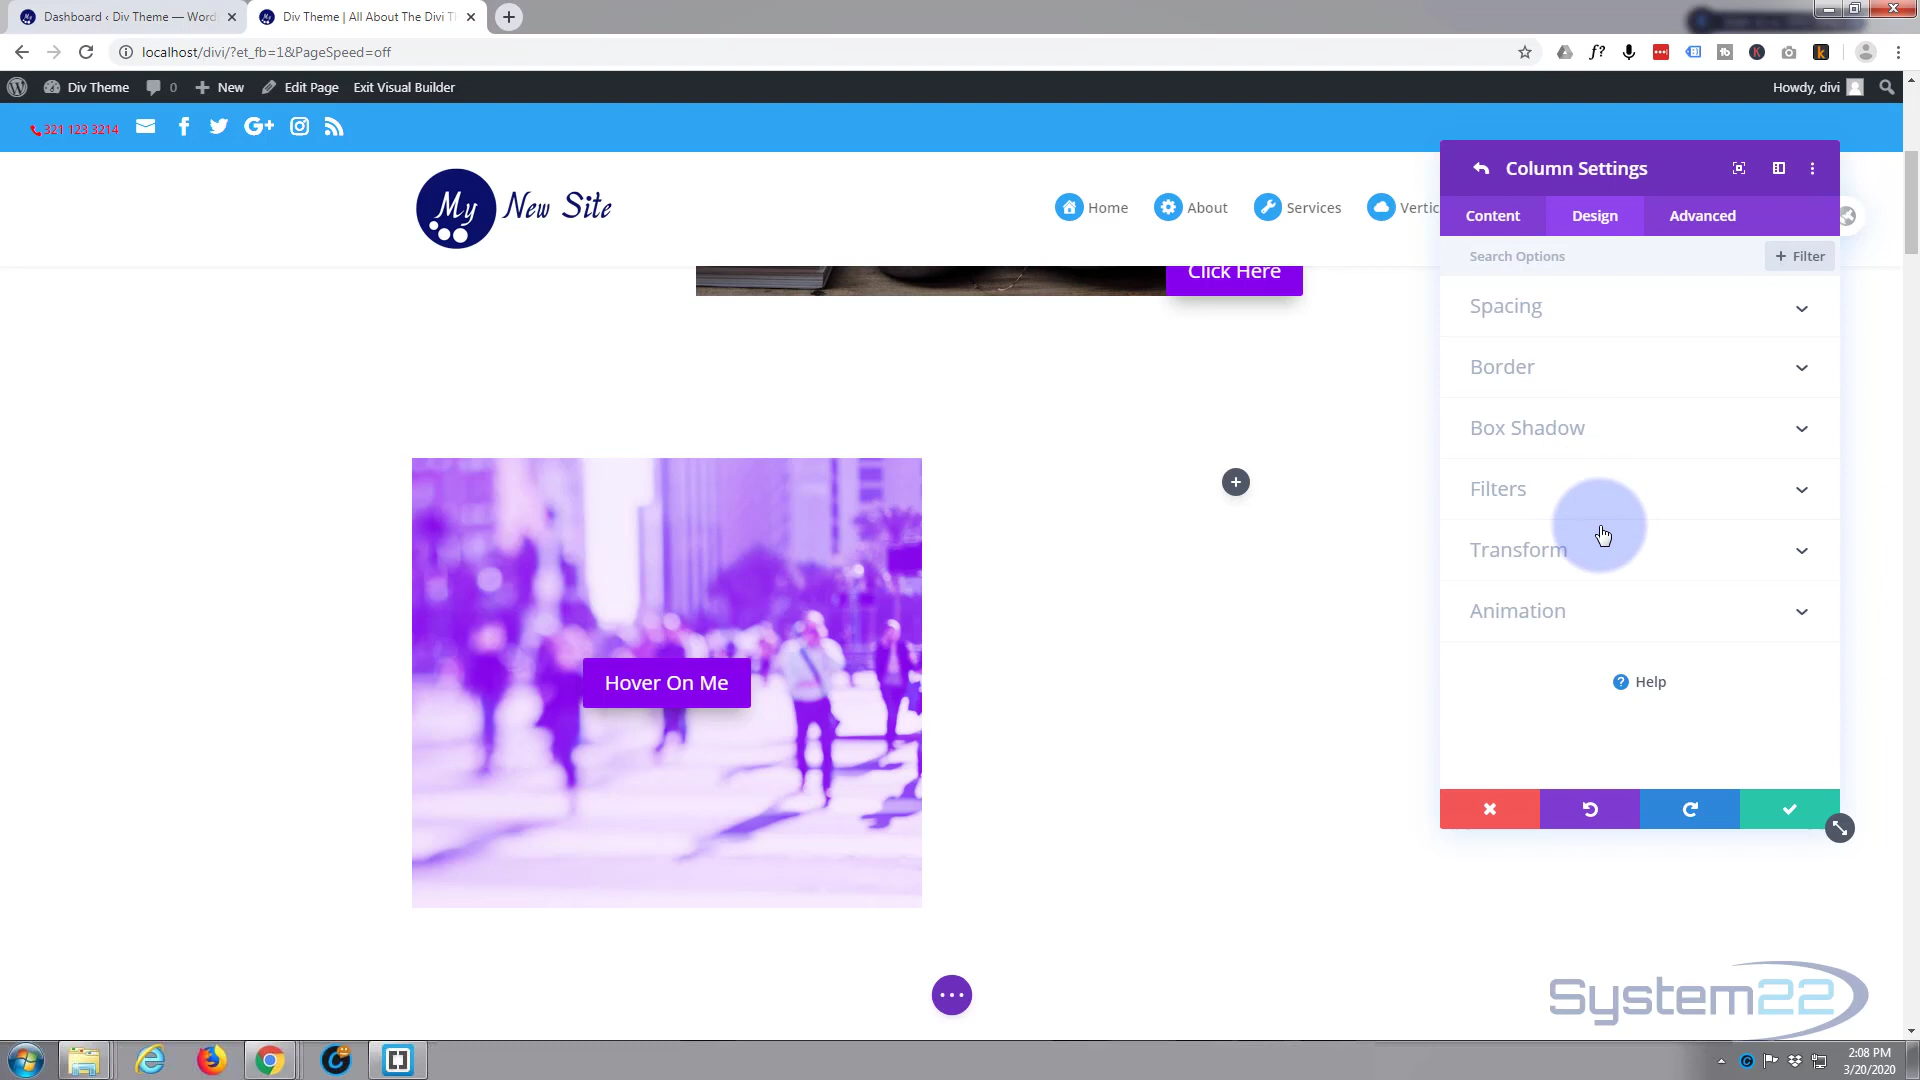 Dashboard ‹ Div Theme — Word
Div Theme | All About The Divi Th
localhost/divi/?et_fb=1&PageSpeed=off
Div Theme
0
New
Edit Page
Exit Visual Builder
Howdy, divi
321 123 3214
My New Site
Home
About
Services
Vertic
Click Here
Column Settings
Content
Design
Advanced
Search Options
+ Filter
Spacing
Border
Box Shadow
Filters
Transform
Animation
Help
Hover On Me
System22
2:08 PM
3/20/2020